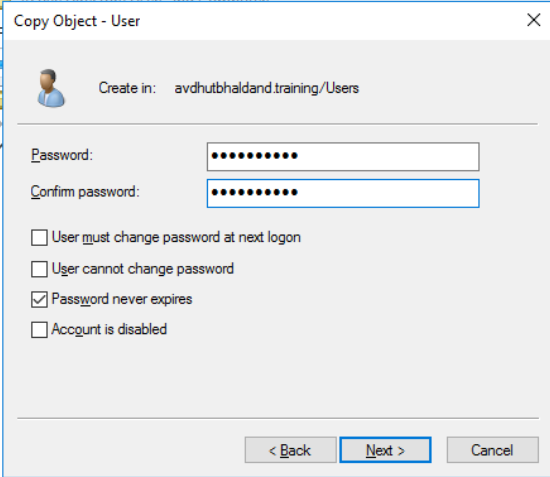 Copy Object - User
Create in: avdhutbhaldand.training/Users
Password: ●●●●●●●●●●
Confirm password: ●●●●●●●●●●
User must change password at next logon
User cannot change password
Password never expires
Account is disabled
< Back Next > Cancel